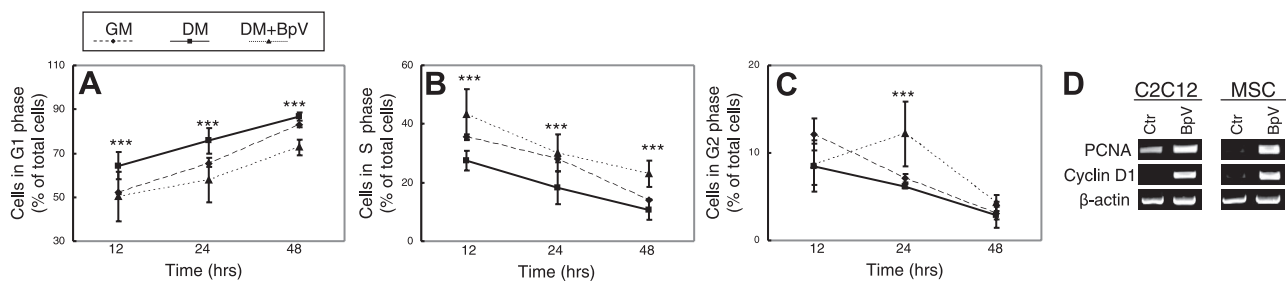 GM DM DM+BpV
A
Cells in G1 phase
(% of total cells)
110
90
70
50
30
*** *** ***
12 24 48
Time (hrs)
B
Cells in S phase
(% of total cells)
60
40
20
0
*** *** ***
12 24 48
Time (hrs)
C
Cells in G2 phase
(% of total cells)
20
10
0
***
12 24 48
Time (hrs)
D
C2C12 MSC
Ctr BpV Ctr BpV
PCNA
Cyclin D1
β-actin